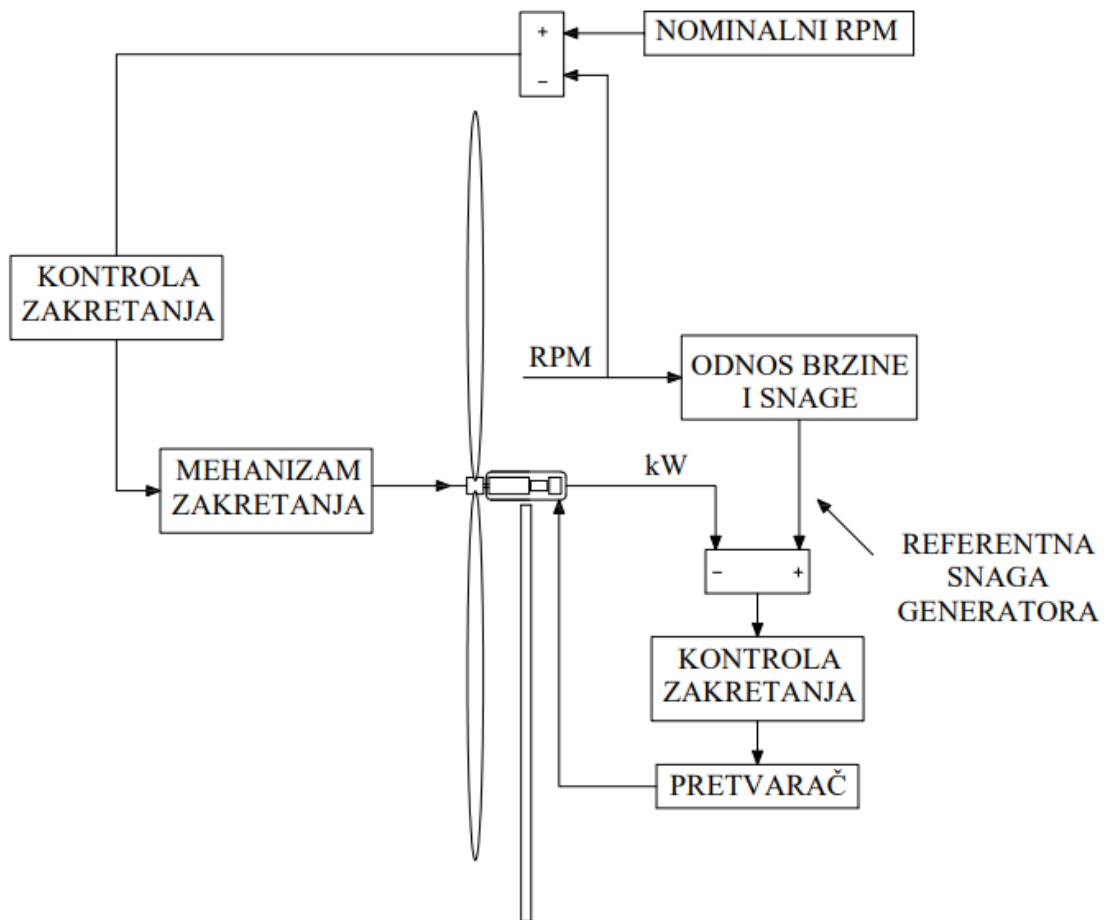 +
NOMINALNI RPM
−
KONTROLA
ZAKRETANJA
RPM
ODNOS BRZINE
I SNAGE
MEHANIZAM
ZAKRETANJA
kW
REFERENTNA
SNAGA
GENERATORA
− +
KONTROLA
ZAKRETANJA
PRETVARAČ